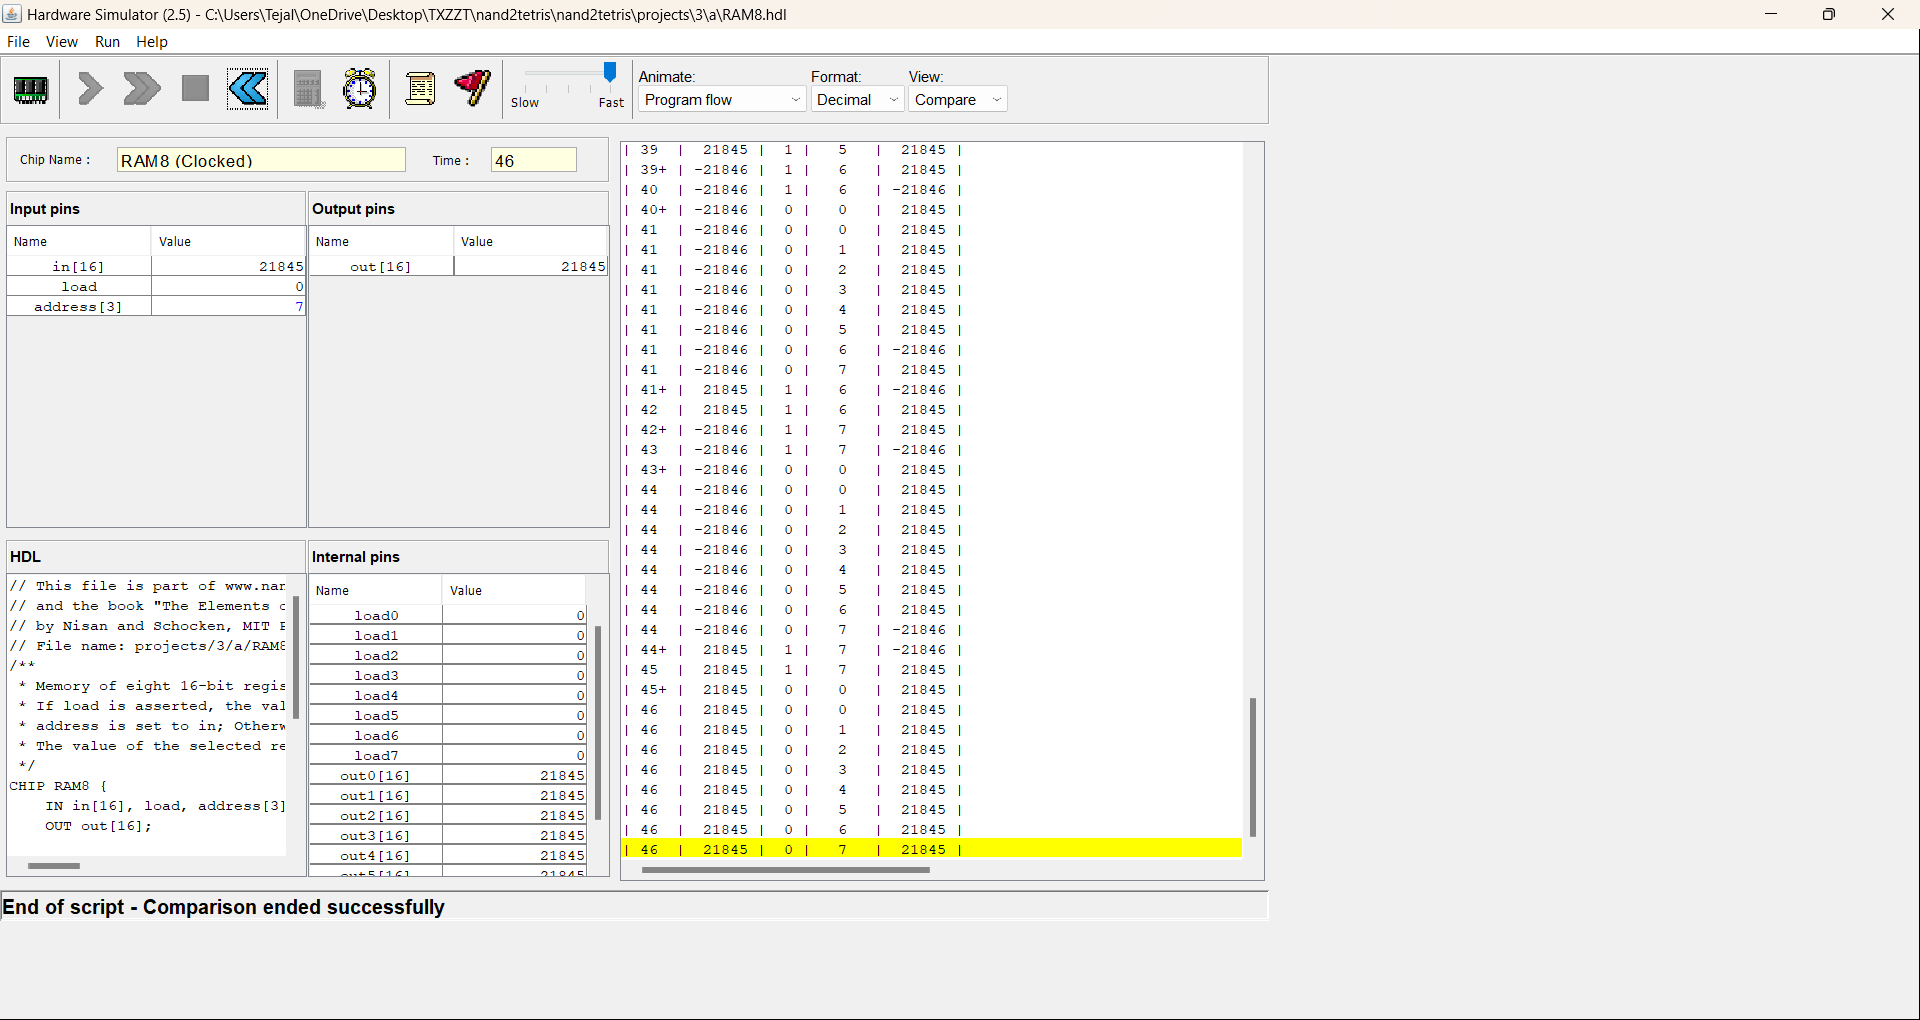 Hardware Simulator (2.5) - C:\Users\Tejal\OneDrive\Desktop\TXZZT\nand2tetris\nand2tetris\projects\3\a\RAM8.hdl
File View Run Help
Slow Fast
Animate: Format: View:
Program flow Decimal Compare
Chip Name : RAM8 (Clocked) Time : 46
Input pins
Name Value
in[16] 21845
load 0
address[3] 7
Output pins
Name Value
out[16] 21845
HDL
// This file is part of www.nan
// and the book "The Elements o
// by Nisan and Schocken, MIT P
// File name: projects/3/a/RAM8
/**
* Memory of eight 16-bit regis
* If load is asserted, the val
* address is set to in; Otherw
* The value of the selected re
*/
CHIP RAM8 {
IN in[16], load, address[3]
OUT out[16];
Internal pins
Name Value
load0 0
load1 0
load2 0
load3 0
load4 0
load5 0
load6 0
load7 0
out0[16] 21845
out1[16] 21845
out2[16] 21845
out3[16] 21845
out4[16] 21845
out5[16] 21845
| 39 | 21845 | 1 | 5 | 21845 |
| 39+ | -21846 | 1 | 6 | 21845 |
| 40 | -21846 | 1 | 6 | -21846 |
| 40+ | -21846 | 0 | 0 | 21845 |
| 41 | -21846 | 0 | 0 | 21845 |
| 41 | -21846 | 0 | 1 | 21845 |
| 41 | -21846 | 0 | 2 | 21845 |
| 41 | -21846 | 0 | 3 | 21845 |
| 41 | -21846 | 0 | 4 | 21845 |
| 41 | -21846 | 0 | 5 | 21845 |
| 41 | -21846 | 0 | 6 | -21846 |
| 41 | -21846 | 0 | 7 | 21845 |
| 41+ | 21845 | 1 | 6 | -21846 |
| 42 | 21845 | 1 | 6 | 21845 |
| 42+ | -21846 | 1 | 7 | 21845 |
| 43 | -21846 | 1 | 7 | -21846 |
| 43+ | -21846 | 0 | 0 | 21845 |
| 44 | -21846 | 0 | 0 | 21845 |
| 44 | -21846 | 0 | 1 | 21845 |
| 44 | -21846 | 0 | 2 | 21845 |
| 44 | -21846 | 0 | 3 | 21845 |
| 44 | -21846 | 0 | 4 | 21845 |
| 44 | -21846 | 0 | 5 | 21845 |
| 44 | -21846 | 0 | 6 | 21845 |
| 44 | -21846 | 0 | 7 | -21846 |
| 44+ | 21845 | 1 | 7 | -21846 |
| 45 | 21845 | 1 | 7 | 21845 |
| 45+ | 21845 | 0 | 0 | 21845 |
| 46 | 21845 | 0 | 0 | 21845 |
| 46 | 21845 | 0 | 1 | 21845 |
| 46 | 21845 | 0 | 2 | 21845 |
| 46 | 21845 | 0 | 3 | 21845 |
| 46 | 21845 | 0 | 4 | 21845 |
| 46 | 21845 | 0 | 5 | 21845 |
| 46 | 21845 | 0 | 6 | 21845 |
| 46 | 21845 | 0 | 7 | 21845 |
End of script - Comparison ended successfully